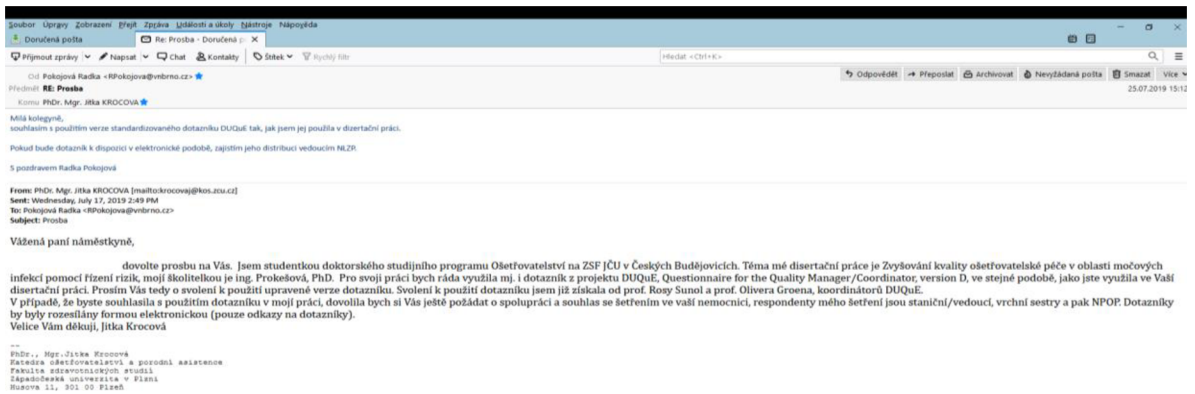 Soubor Úpravy Zobrazení Přejít Zpráva Události a úkoly Nástroje Nápověda
Doručená pošta RE: Prosba - Doručená p
Přijmout zprávy Napsat Chat Kontakty Štítek Rychlý filtr Hledat <Ctrl+K>
Od Pokojová Radka <RPokojova@vnbrno.cz> Odpovědět Přeposlat Archivovat Nevyžádaná pošta Smazat Více
Předmět RE: Prosba 25.07.2019 15:12
Komu PhDr. Mgr. Jitka KROCOVÁ
Milá kolegyně,
souhlasím s použitím verze standardizovaného dotazníku DUQuE tak, jak jsem jej použila v dizertační práci.
Pokud bude dotazník k dispozici v elektronické podobě, zajistím jeho distribuci vedoucím NLZP.
S pozdravem Radka Pokojová
From: PhDr. Mgr. Jitka KROCOVA [mailto:krocovaj@kos.zcu.cz]
Sent: Wednesday, July 17, 2019 2:49 PM
To: Pokojová Radka <RPokojova@vnbrno.cz>
Subject: Prosba
Vážená paní náměstkyně,
dovolte prosbu na Vás. Jsem studentkou doktorského studijního programu Ošetřovatelství na ZSF JČU v Českých Budějovicích. Téma mé disertační práce je Zvyšování kvality ošetřovatelské péče v oblasti močových
infekcí pomocí řízení rizik, mojí školitelkou je ing. Prokešová, PhD. Pro svoji práci bych ráda využila mj. i dotazník z projektu DUQuE, Questionnaire for the Quality Manager/Coordinator, version D, ve stejné podobě, jako jste využila ve Vaší
disertační práci. Prosím Vás tedy o svolení k použití upravené verze dotazníku. Svolení k použití dotazníku jsem již získala od prof. Rosy Sunol a prof. Olivera Groena, koordinátorů DUQuE.
V případě, že byste souhlasila s použitím dotazníku v mojí práci, dovolila bych si Vás ještě požádat o spolupráci a souhlas se šetřením ve vaší nemocnici, respondenty mého šetření jsou staniční/vedoucí, vrchní sestry a pak NPOP. Dotazníky
by byly rozesílány formou elektronickou (pouze odkazy na dotazníky).
Velice Vám děkuji, Jitka Krocová
--
PhDr., Mgr.Jitka Krocová
Katedra ošetřovatelství a porodní asistence
Fakulta zdravotnických studií
Západočeská univerzita v Plzni
Husova 11, 301 00 Plzeň